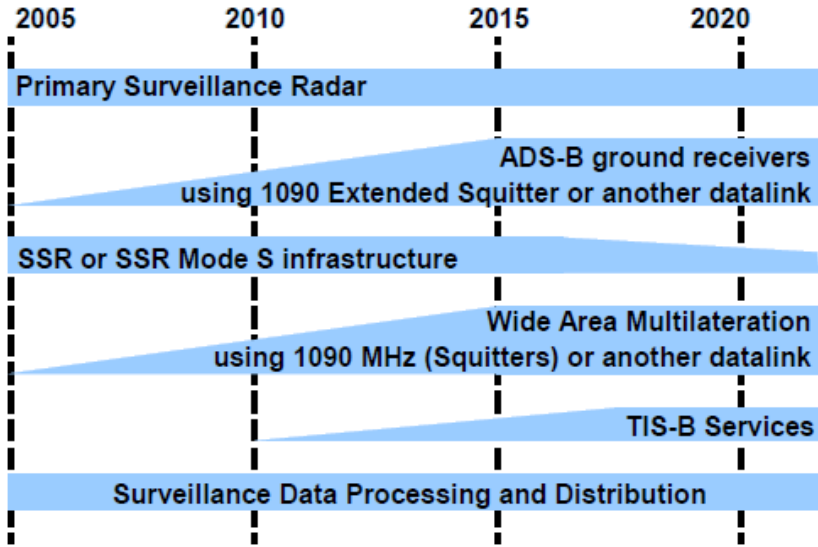 2005 2010 2015 2020
Primary Surveillance Radar
ADS-B ground receivers
using 1090 Extended Squitter or another datalink
SSR or SSR Mode S infrastructure
Wide Area Multilateration
using 1090 MHz (Squitters) or another datalink
TIS-B Services
Surveillance Data Processing and Distribution